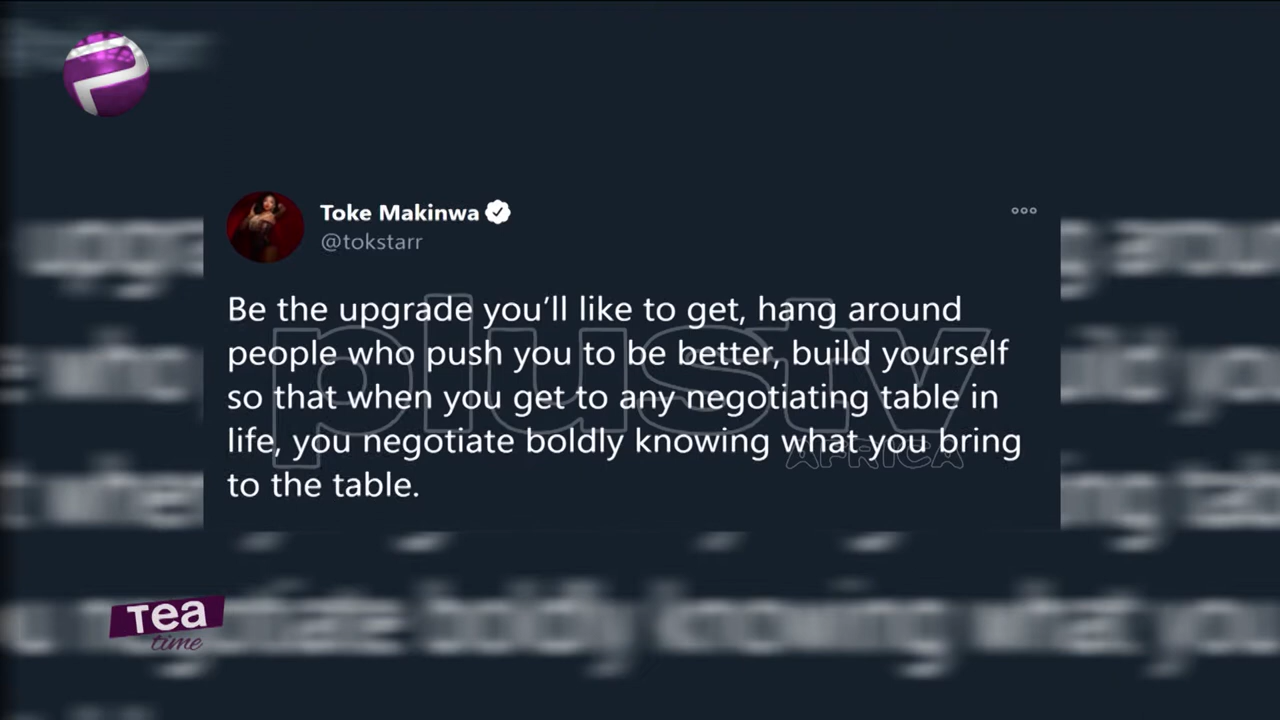 Toke Makinwa
@tokstarr
Be the upgrade you’ll like to get, hang around
people who push you to be better, build yourself
so that when you get to any negotiating table in
life, you negotiate boldly knowing what you bring
to the table.
plustv
AFRICA
Tea
time